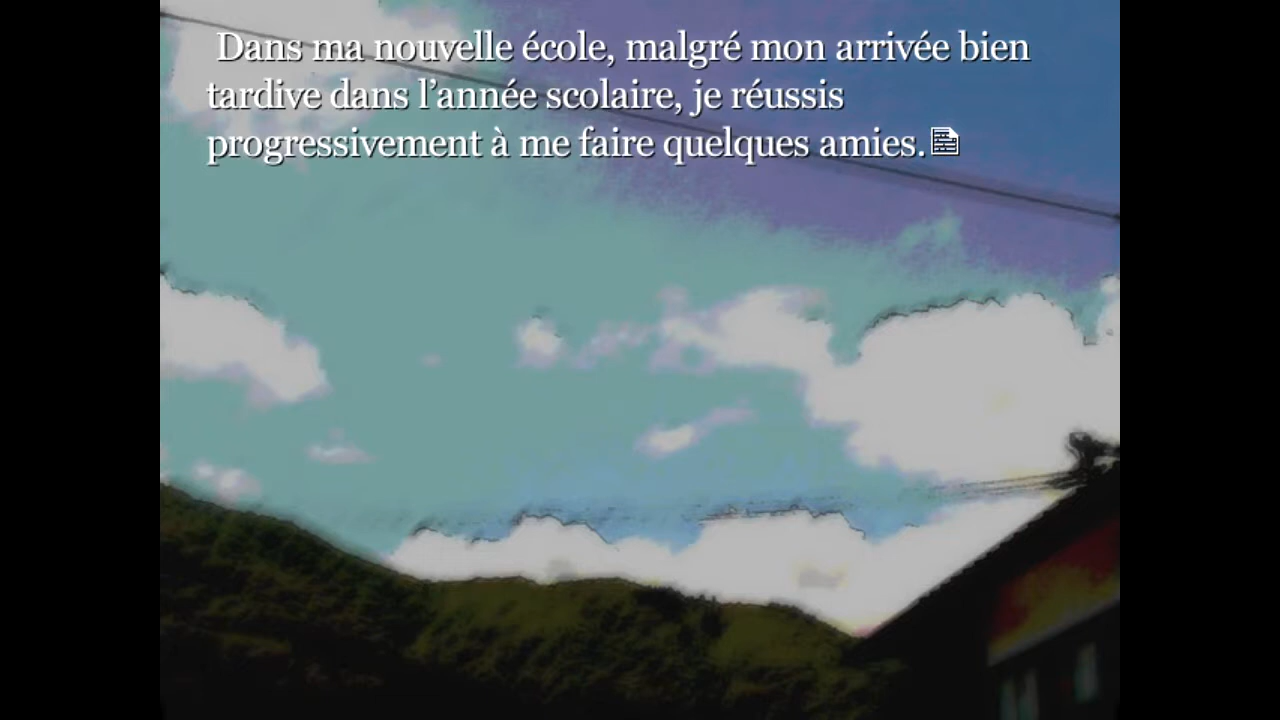 Dans ma nouvelle école, malgré mon arrivée bien
tardive dans l’année scolaire, je réussis
progressivement à me faire quelques amies.